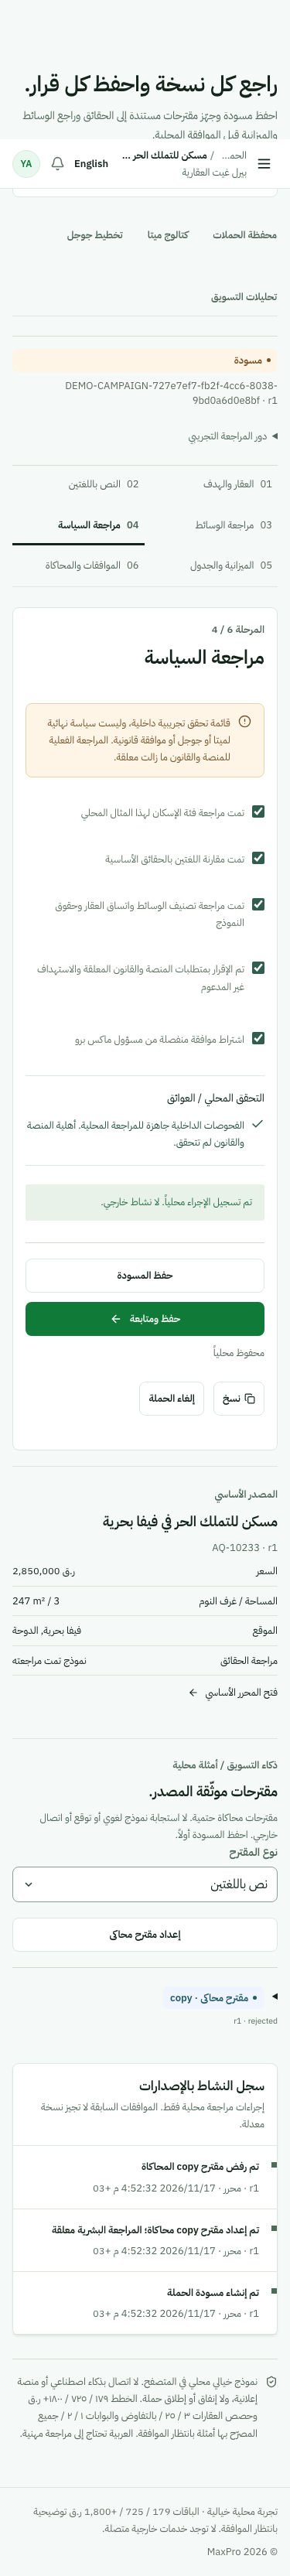 راجع كل نسخة واحفظ كل قرار.
احفظ مسودة وجهّز مقترحات مستندة إلى الحقائق وراجع الوسائط
والميزانية قبل الموافقة المحلية.
الحمـ... / مسكن للتملك الحر ...
بيرل غيت العقارية
English
YA
محفظة الحملات
كتالوج ميتا
تخطيط جوجل
تحليلات التسويق
مسودة
DEMO-CAMPAIGN-727e7ef7-fb2f-4cc6-8038-
9bd0a6d0e8bf · r1
دور المراجعة التجريبي
01 العقار والهدف
02 النص باللغتين
03 مراجعة الوسائط
04 مراجعة السياسة
05 الميزانية والجدول
06 الموافقات والمحاكاة
المرحلة 6 / 4
مراجعة السياسة
قائمة تحقق تجريبية داخلية، وليست سياسة نهائية
لميتا أو جوجل أو موافقة قانونية. المراجعة الفعلية
للمنصة والقانون ما زالت معلقة.
تمت مراجعة فئة الإسكان لهذا المثال المحلي
تمت مقارنة اللغتين بالحقائق الأساسية
تمت مراجعة تصنيف الوسائط واتساق العقار وحقوق
النموذج
تم الإقرار بمتطلبات المنصة والقانون المعلقة والاستهداف
غير المدعوم
اشتراط موافقة منفصلة من مسؤول ماكس برو
التحقق المحلي / العوائق
الفحوصات الداخلية جاهزة للمراجعة المحلية. أهلية المنصة
والقانون لم تتحقق.
تم تسجيل الإجراء محلياً. لا نشاط خارجي.
حفظ المسودة
حفظ ومتابعة
محفوظ محلياً
نسخ
إلغاء الحملة
المصدر الأساسي
مسكن للتملك الحر في فيفا بحرية
AQ-10233 · r1
السعر
2,850,000 ر.ق
المساحة / غرف النوم
247 m² / 3
الموقع
فيفا بحرية, الدوحة
مراجعة الحقائق
نموذج تمت مراجعته
فتح المحرر الأساسي
ذكاء التسويق / أمثلة محلية
مقترحات موثّقة المصدر.
مقترحات محاكاة حتمية. لا استجابة نموذج لغوي أو توقع أو اتصال
خارجي. احفظ المسودة أولاً.
نوع المقترح
نص باللغتين
إعداد مقترح محاكى
مقترح محاكى · copy
r1 · rejected
سجل النشاط بالإصدارات
إجراءات مراجعة محلية فقط. الموافقات السابقة لا تجيز نسخة
معدلة.
تم رفض مقترح copy المحاكاة
r1 · محرر · 2026/11/17 4:52:32 م +03
تم إعداد مقترح copy محاكاة؛ المراجعة البشرية معلقة
r1 · محرر · 2026/11/17 4:52:32 م +03
تم إنشاء مسودة الحملة
r1 · محرر · 2026/11/17 4:52:32 م +03
نموذج خيالي محلي في المتصفح. لا اتصال بذكاء اصطناعي أو منصة
إعلانية، ولا إنفاق أو إطلاق حملة. الخطط ١٧٩ / ٧٢٥ / ١٨٠٠+ ر.ق
وحصص العقارات ٣ / ٢٥ / بالتفاوض والبوابات ١ / ٢ / جميع
المصرّح بها أمثلة بانتظار الموافقة. العربية تحتاج إلى مراجعة مهنية.
تجربة محلية خيالية · الباقات 179 / 725 / +1,800 ر.ق توضيحية
بانتظار الموافقة. لا توجد خدمات خارجية متصلة.
© 2026 MaxPro